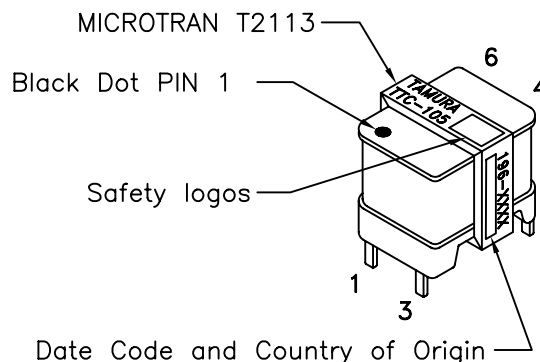 MICROTRAN T2113
6
4
Black Dot PIN 1
TAMURA
TTC-105
196-XXXX
Safety logos
1
3
Date Code and Country of Origin